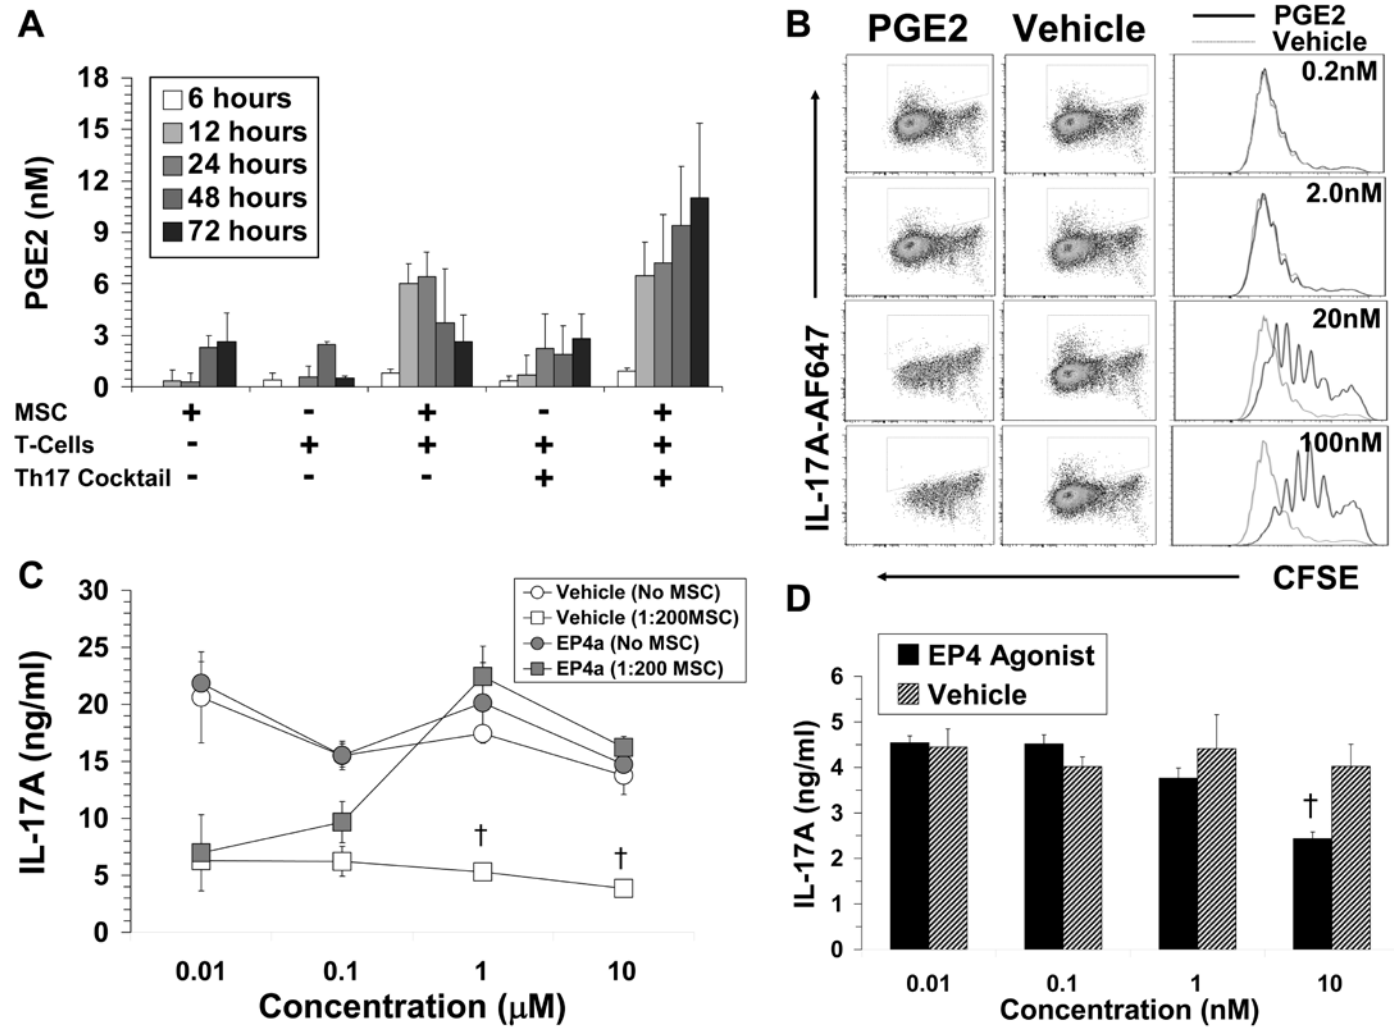 A
PGE2 (nM)
18
15
12
9
6
3
0
6 hours
12 hours
24 hours
48 hours
72 hours
MSC + - + - +
T-Cells - + + + +
Th17 Cocktail - - - + +
B
PGE2 Vehicle
PGE2
Vehicle
0.2nM
2.0nM
20nM
100nM
IL-17A-AF647
CFSE
C
IL-17A (ng/ml)
30
25
20
15
10
5
0
Vehicle (No MSC)
Vehicle (1:200MSC)
EP4a (No MSC)
EP4a (1:200 MSC)
†
†
0.01 0.1 1 10
Concentration (μM)
D
IL-17A (ng/ml)
6
5
4
3
2
1
0
EP4 Agonist
Vehicle
†
0.01 0.1 1 10
Concentration (nM)